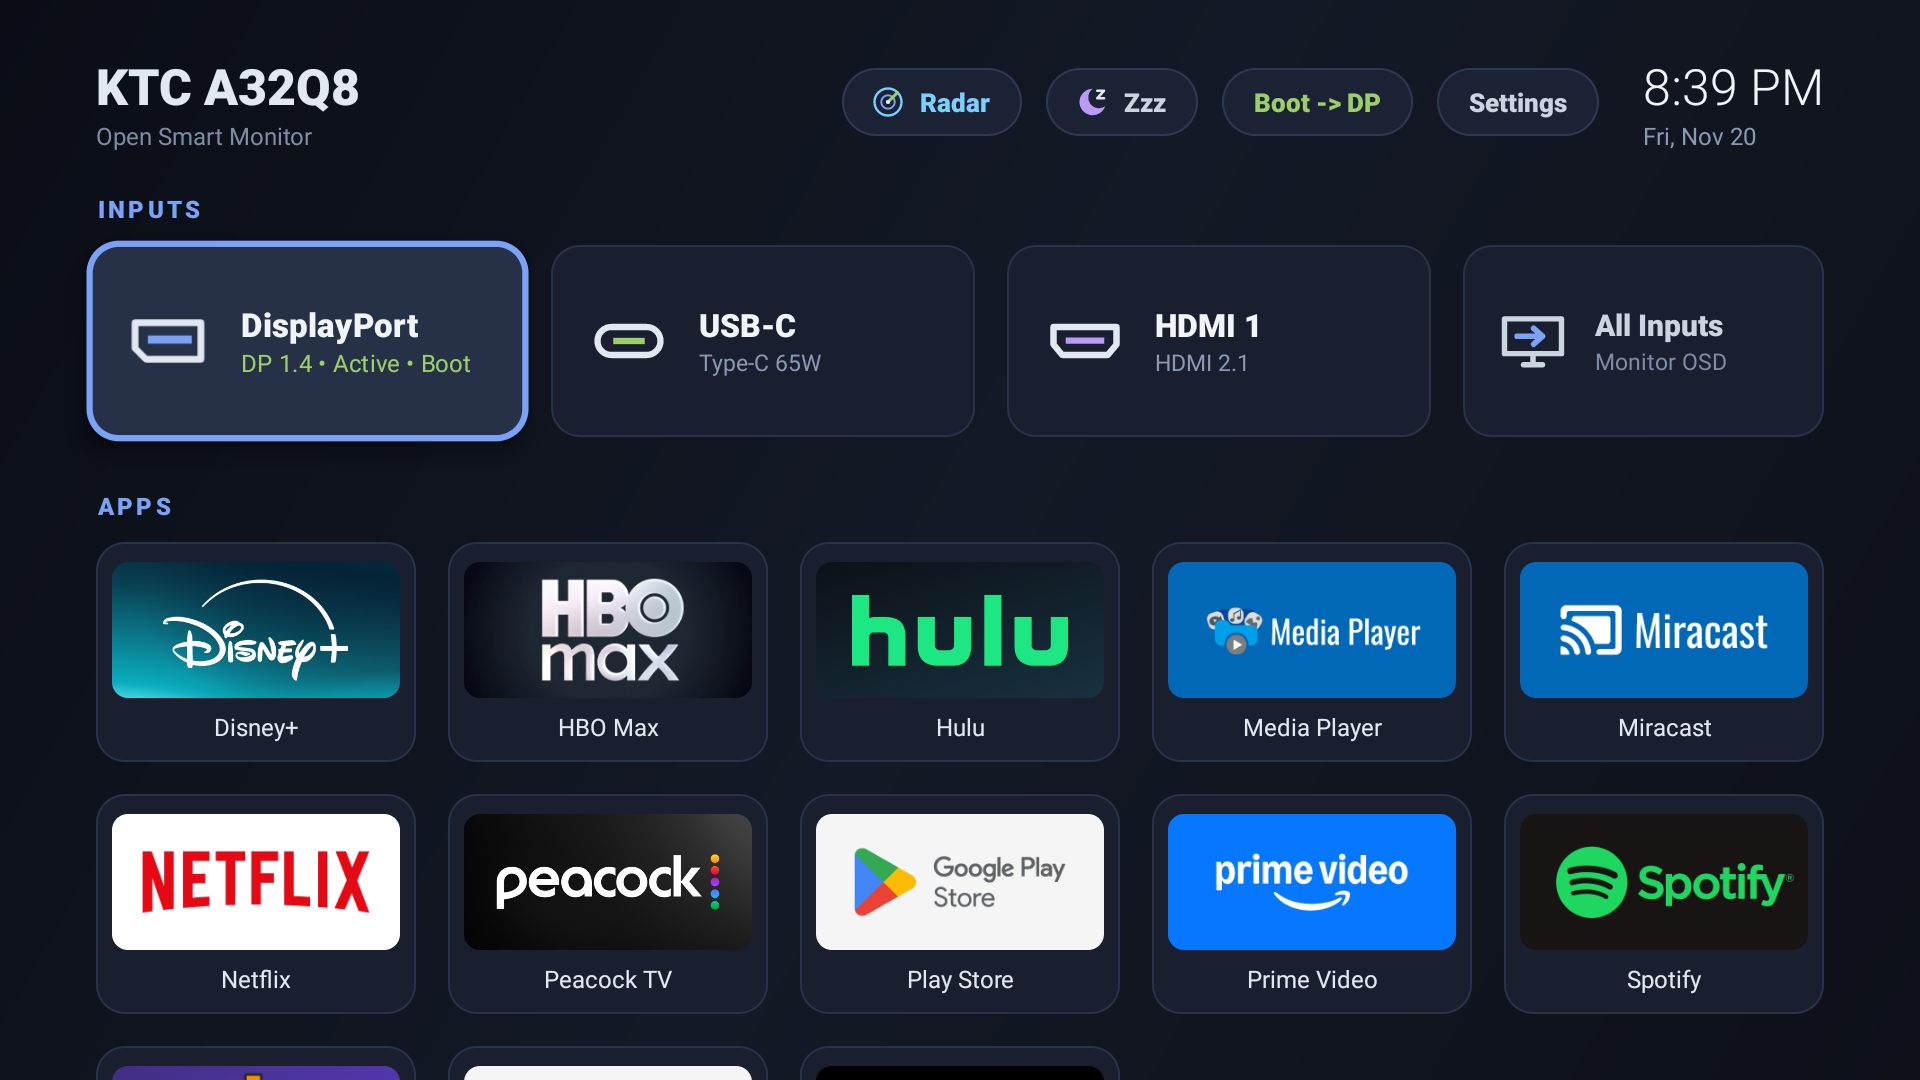 KTC A32Q8
Open Smart Monitor
Radar
Zzz
Boot -> DP
Settings
8:39 PM
Fri, Nov 20
INPUTS
DisplayPort
DP 1.4 • Active • Boot
USB-C
Type-C 65W
HDMI 1
HDMI 2.1
All Inputs
Monitor OSD
APPS
Disney+
HBO
max
hulu
Media Player
Miracast
Disney+
HBO Max
Hulu
Media Player
Miracast
NETFLIX
peacock
Google Play
Store
prime video
Spotify®
Netflix
Peacock TV
Play Store
Prime Video
Spotify